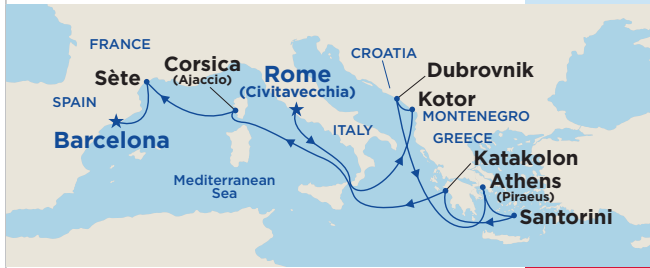 FRANCE
Corsica
(Ajaccio)
Rome
(Civitavecchia)
CROATIA
Dubrovnik
Sète
Kotor
SPAIN
MONTENEGRO
Barcelona
ITALY
GREECE
Katakolon
Mediterranean
Sea
Athens
(Piraeus)
Santorini